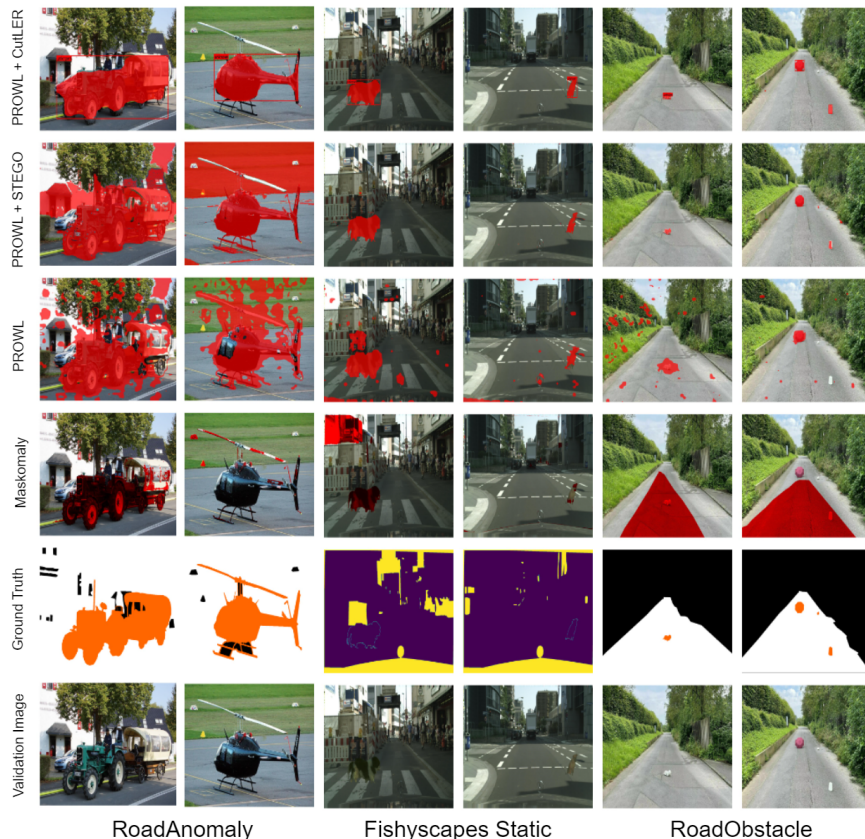 PROWL + CutLER
PROWL + STEGO
PROWL
Maskomaly
Ground Truth
Validation Image
RoadAnomaly
Fishyscapes Static
RoadObstacle